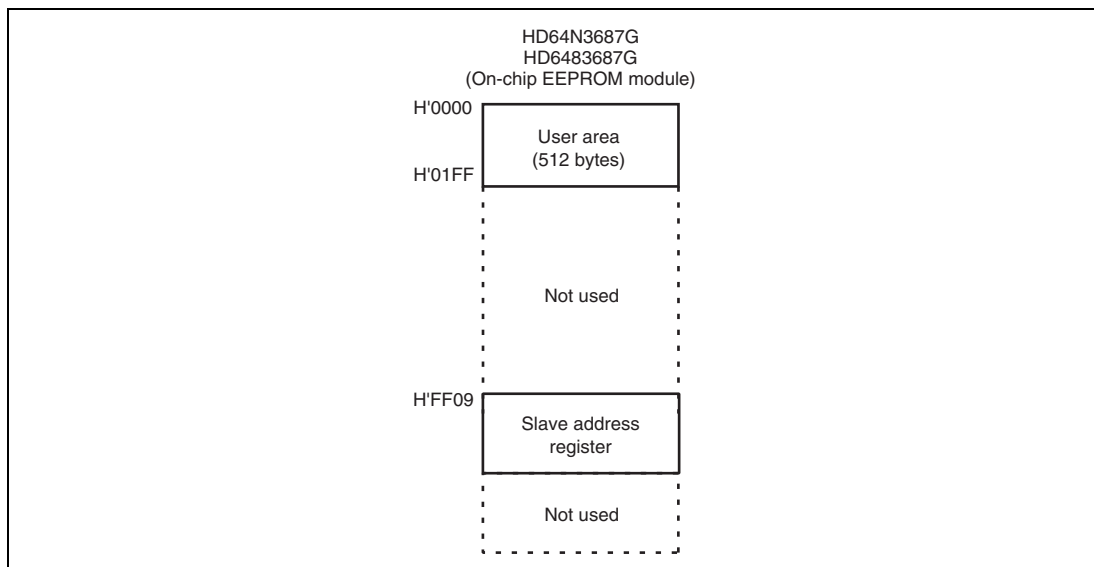 HD64N3687G
HD6483687G
(On-chip EEPROM module)
H'0000
User area
(512 bytes)
H'01FF
Not used
H'FF09
Slave address
register
Not used